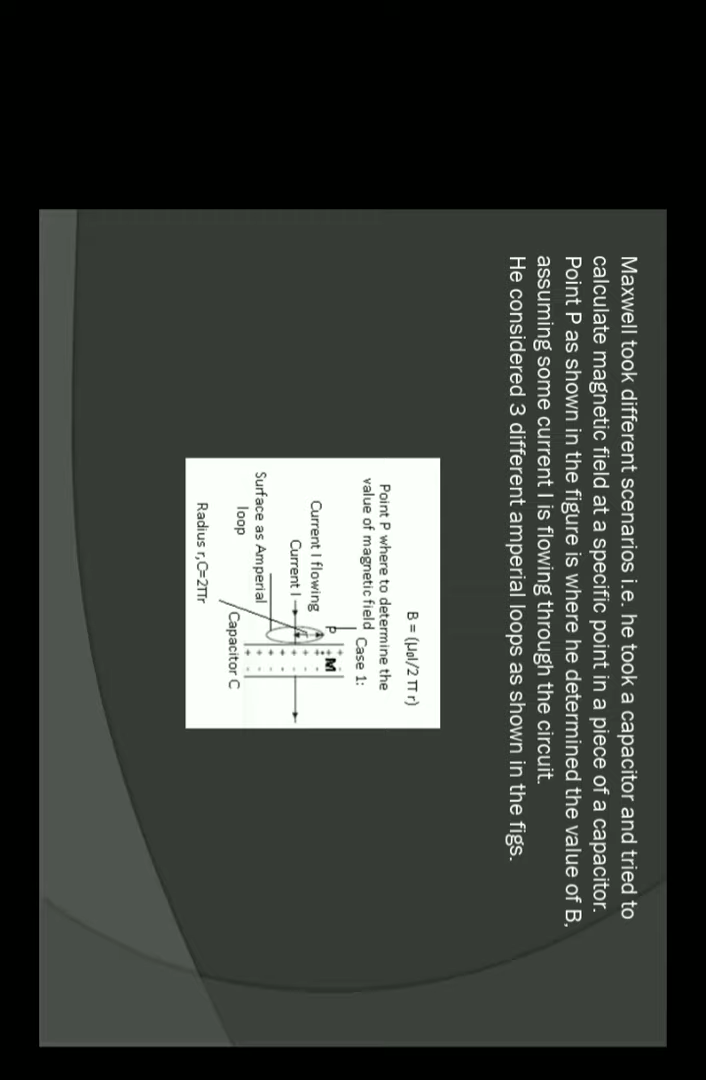 Maxwell took different scenarios i.e. he took a capacitor and tried to
calculate magnetic field at a specific point in a piece of a capacitor.
Point P as shown in the figure is where he determined the value of B,
assuming some current I is flowing through the circuit.
He considered 3 different amperial loops as shown in the figs.
B = (μ₀I/2 π r)
Point P where to determine the
value of magnetic field
Case 1:
P
M
Current I flowing
Current I
r
Surface as Amperial
loop
Capacitor C
Radius r,C=2πr